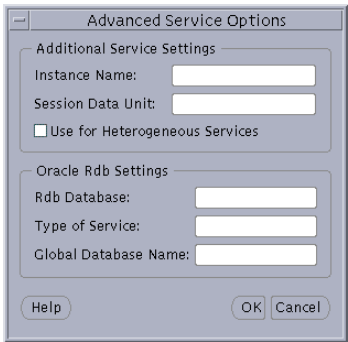 Advanced Service Options
Additional Service Settings
Instance Name:
Session Data Unit:
Use for Heterogeneous Services
Oracle Rdb Settings
Rdb Database:
Type of Service:
Global Database Name:
Help OK Cancel